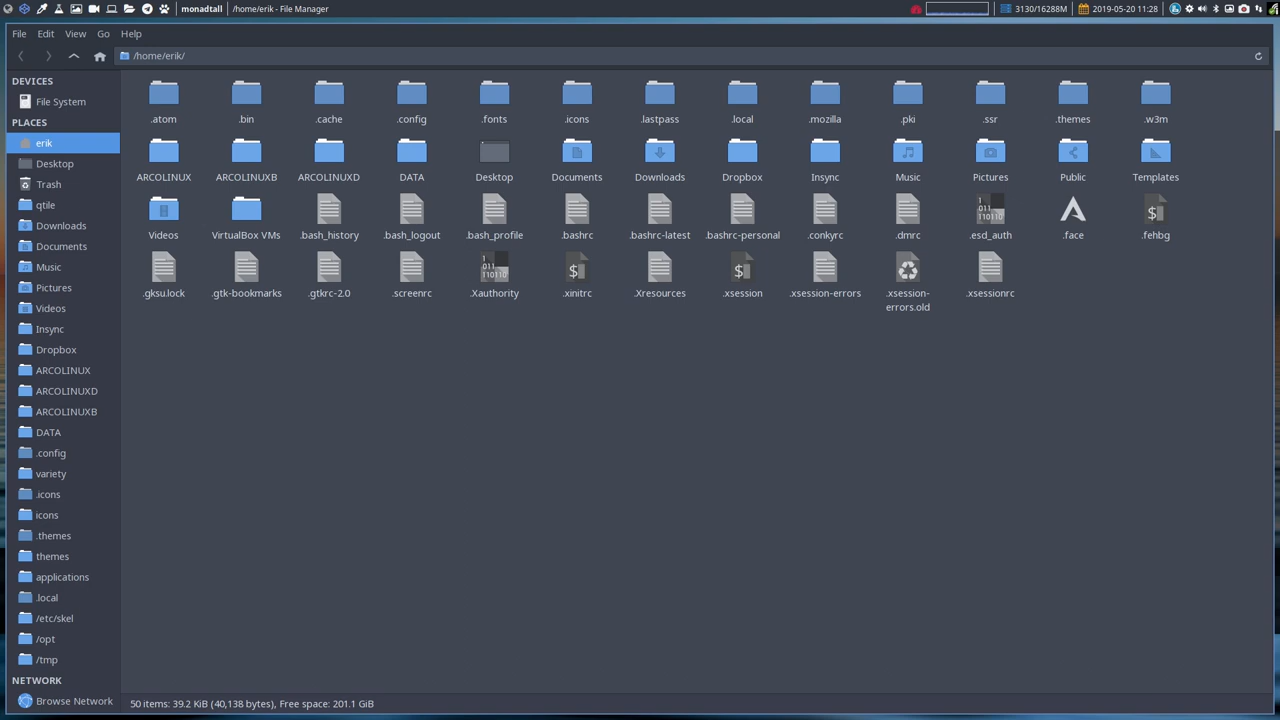 monadtall /home/erik - File Manager 3130/16288M 2019-05-20 11:28
File Edit View Go Help
/home/erik/
DEVICES
File System
PLACES
erik
Desktop
Trash
qtile
Downloads
Documents
Music
Pictures
Videos
Insync
Dropbox
ARCOLINUX
ARCOLINUXD
ARCOLINUXB
DATA
.config
variety
.icons
icons
.themes
themes
applications
.local
/etc/skel
/opt
/tmp
NETWORK
Browse Network
.atom .bin .cache .config .fonts .icons .lastpass .local .mozilla .pki .ssr .themes .w3m
ARCOLINUX ARCOLINUXB ARCOLINUXD DATA Desktop Documents Downloads Dropbox Insync Music Pictures Public Templates
1
011
110110
$
Videos VirtualBox VMs .bash_history .bash_logout .bash_profile .bashrc .bashrc-latest .bashrc-personal .conkyrc .dmrc .esd_auth .face .fehbg
1
011
110110
$ $
.gksu.lock .gtk-bookmarks .gtkrc-2.0 .screenrc .Xauthority .xinitrc .Xresources .xsession .xsession-errors .xsession- .xsessionrc
errors.old
50 items: 39.2 KiB (40,138 bytes), Free space: 201.1 GiB